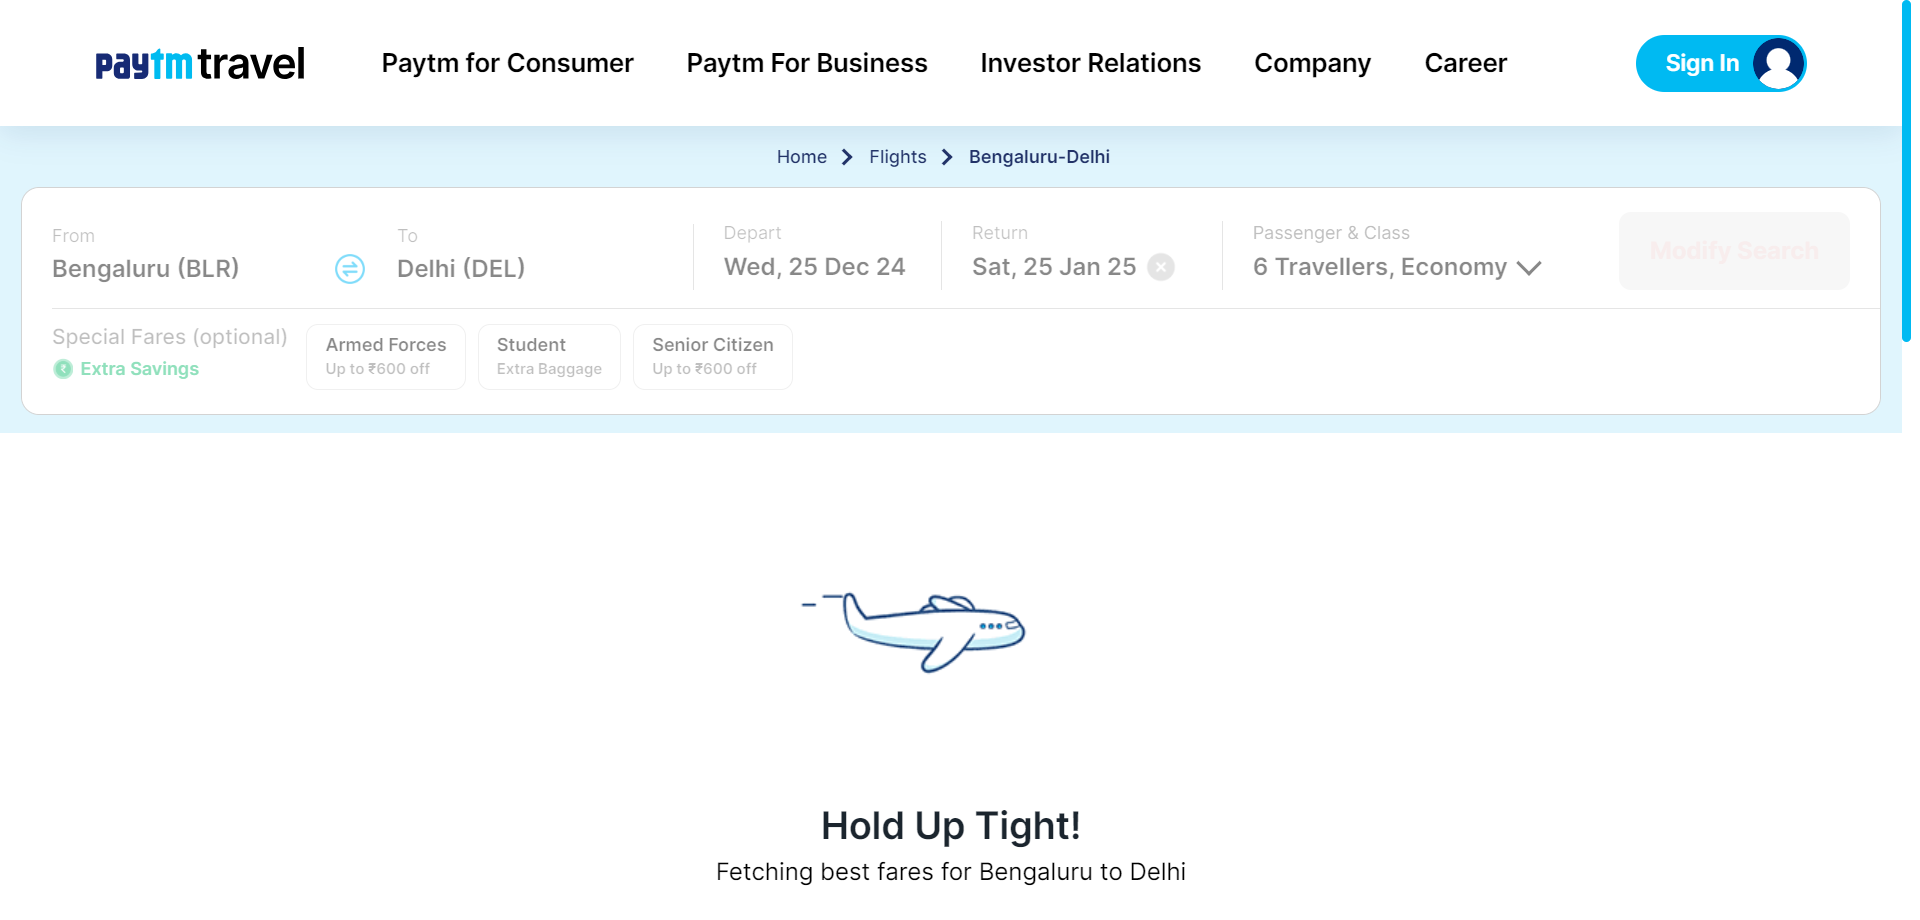 paytm travel
Paytm for Consumer
Paytm For Business
Investor Relations
Company
Career
Sign In
Home
Flights
Bengaluru-Delhi
From
Bengaluru (BLR)
To
Delhi (DEL)
Depart
Wed, 25 Dec 24
Return
Sat, 25 Jan 25
Passenger & Class
6 Travellers, Economy
Modify Search
Special Fares (optional)
₹ Extra Savings
Armed Forces
Up to ₹600 off
Student
Extra Baggage
Senior Citizen
Up to ₹600 off
Hold Up Tight!
Fetching best fares for Bengaluru to Delhi